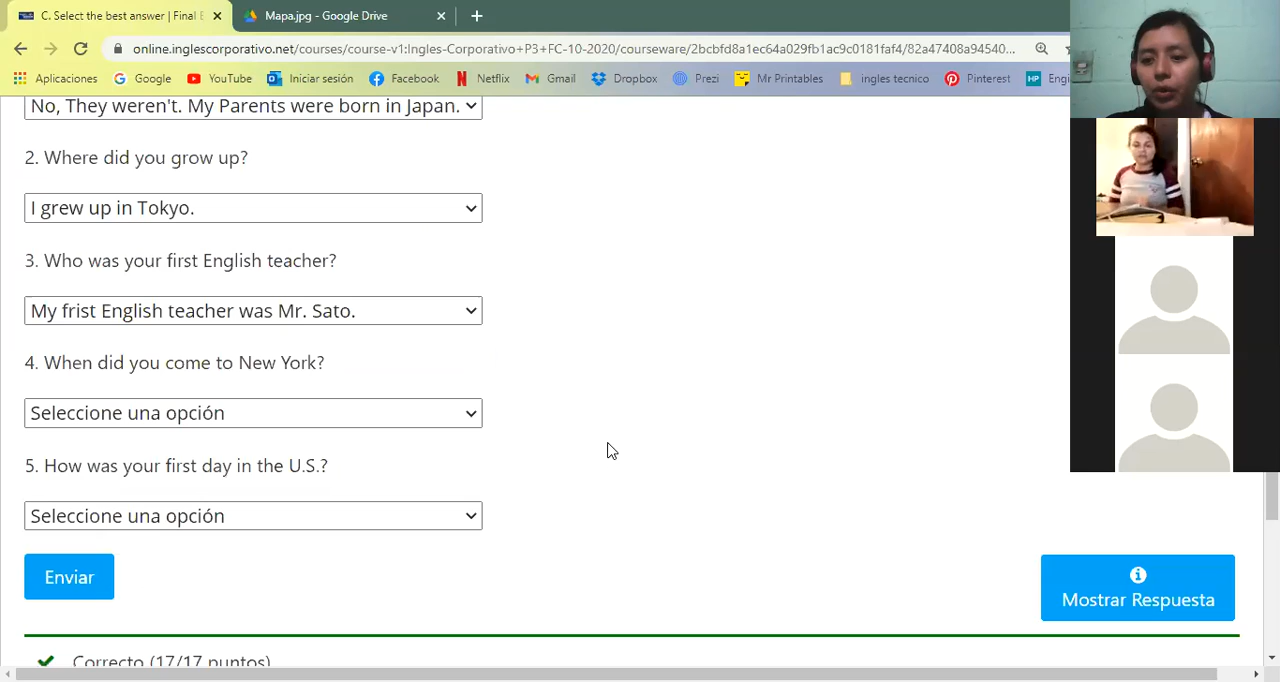 C. Select the best answer | Final E
Mapa.jpg - Google Drive
online.inglescorporativo.net/courses/course-v1:Ingles-Corporativo+P3+FC-10-2020/courseware/2bcbfd8a1ec64a029fb1ac9c0181faf4/82a47408a94540...
Aplicaciones Google YouTube Iniciar sesión Facebook Netflix Gmail Dropbox Prezi Mr Printables ingles tecnico Pinterest HP Engl
No, They weren't. My Parents were born in Japan.
2. Where did you grow up?
I grew up in Tokyo.
3. Who was your first English teacher?
My frist English teacher was Mr. Sato.
4. When did you come to New York?
Seleccione una opción
5. How was your first day in the U.S.?
Seleccione una opción
Enviar
Mostrar Respuesta
Correcto (17/17 puntos)